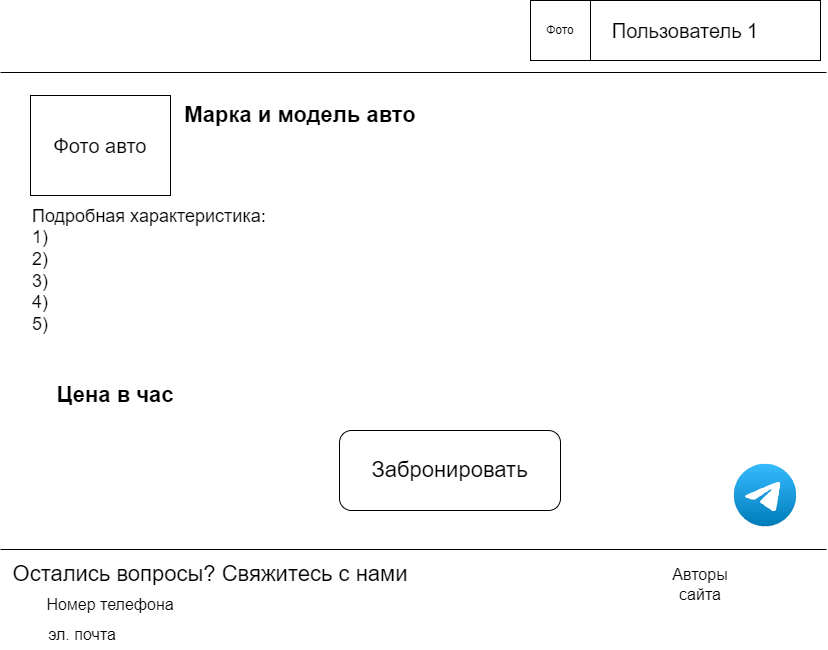 Фото
Пользователь 1
Фото авто
Марка и модель авто
Подробная характеристика:
1)
2)
3)
4)
5)
Цена в час
Забронировать
Остались вопросы? Свяжитесь с нами
Номер телефона
эл. почта
Авторы
сайта